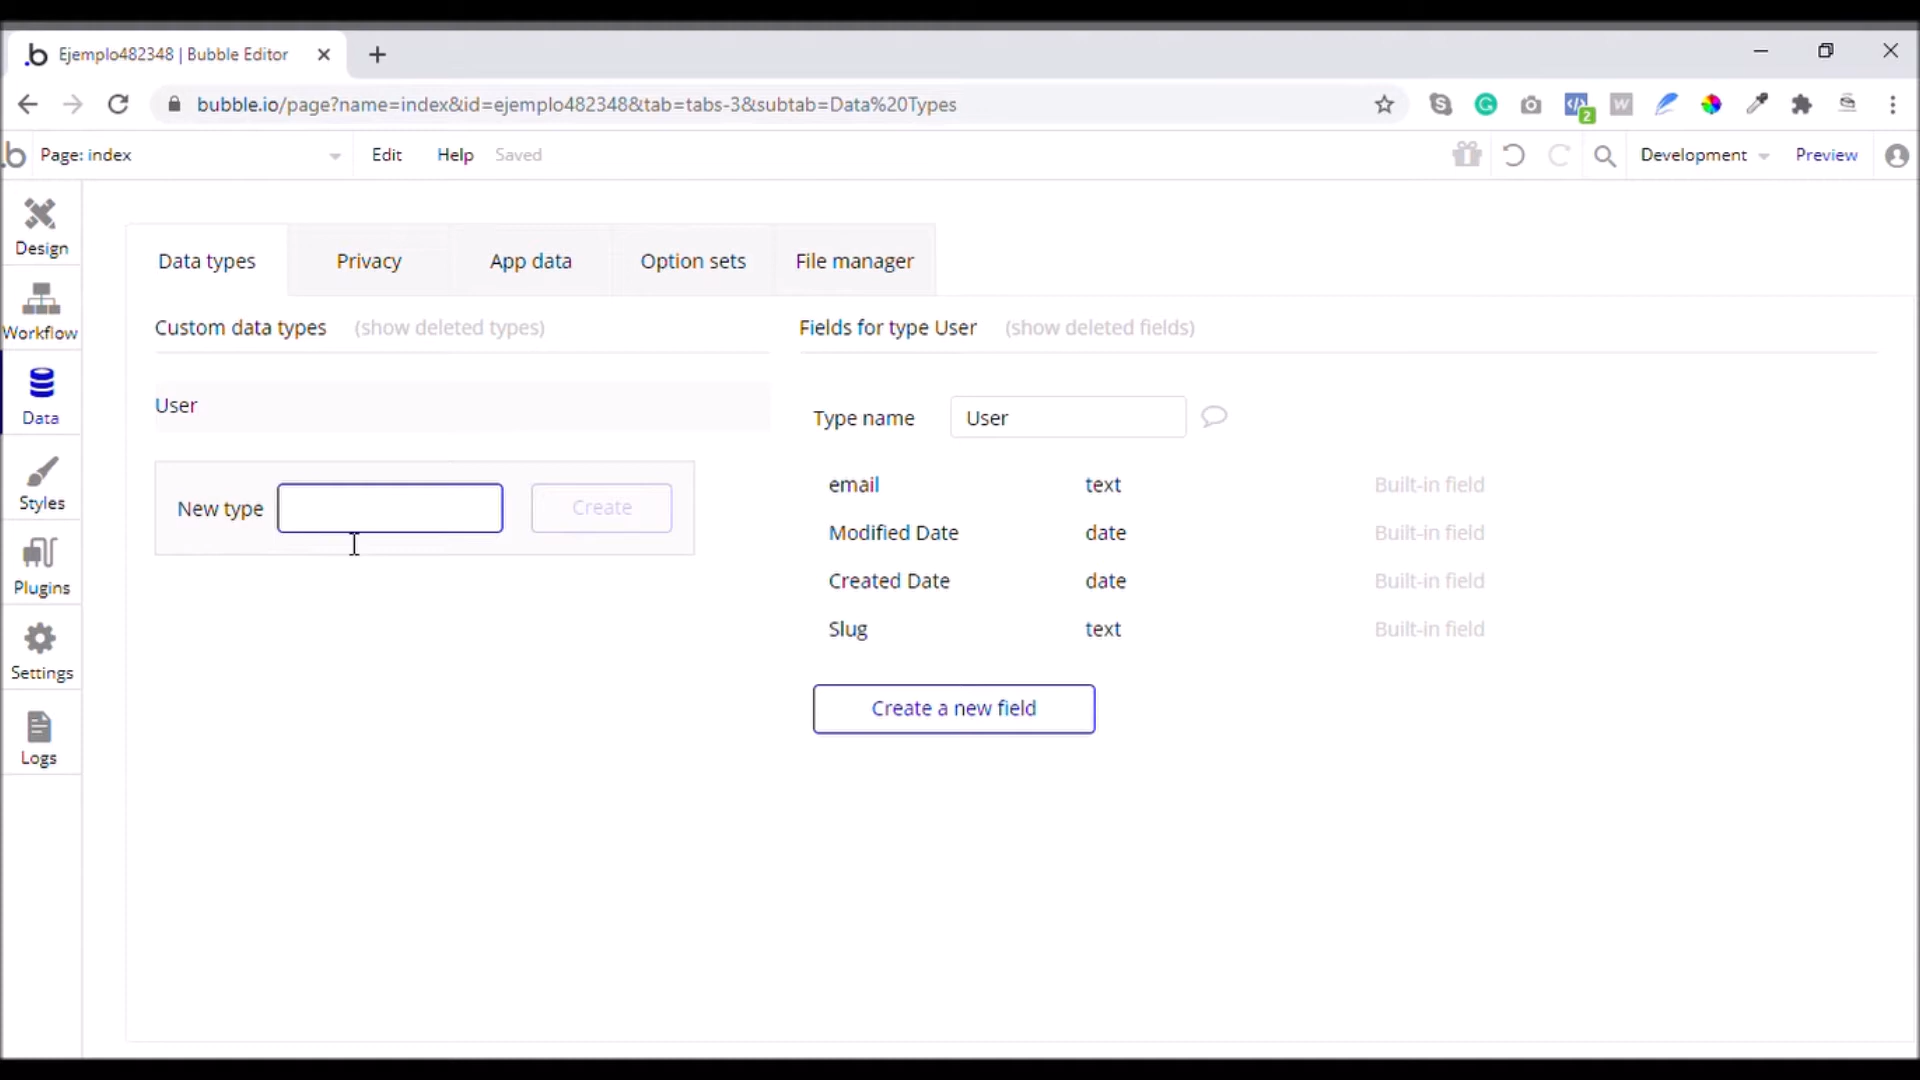 Ejemplo482348 | Bubble Editor
bubble.io/page?name=index&id=ejemplo482348&tab=tabs-3&subtab=Data%20Types
2
W
.b Page: index Edit Help Saved Development Preview
Design
Workflow
Data
Styles
Plugins
Settings
Logs
Data types Privacy App data Option sets File manager
Custom data types (show deleted types)
User
New type Create
Fields for type User (show deleted fields)
Type name User
email text Built-in field
Modified Date date Built-in field
Created Date date Built-in field
Slug text Built-in field
Create a new field